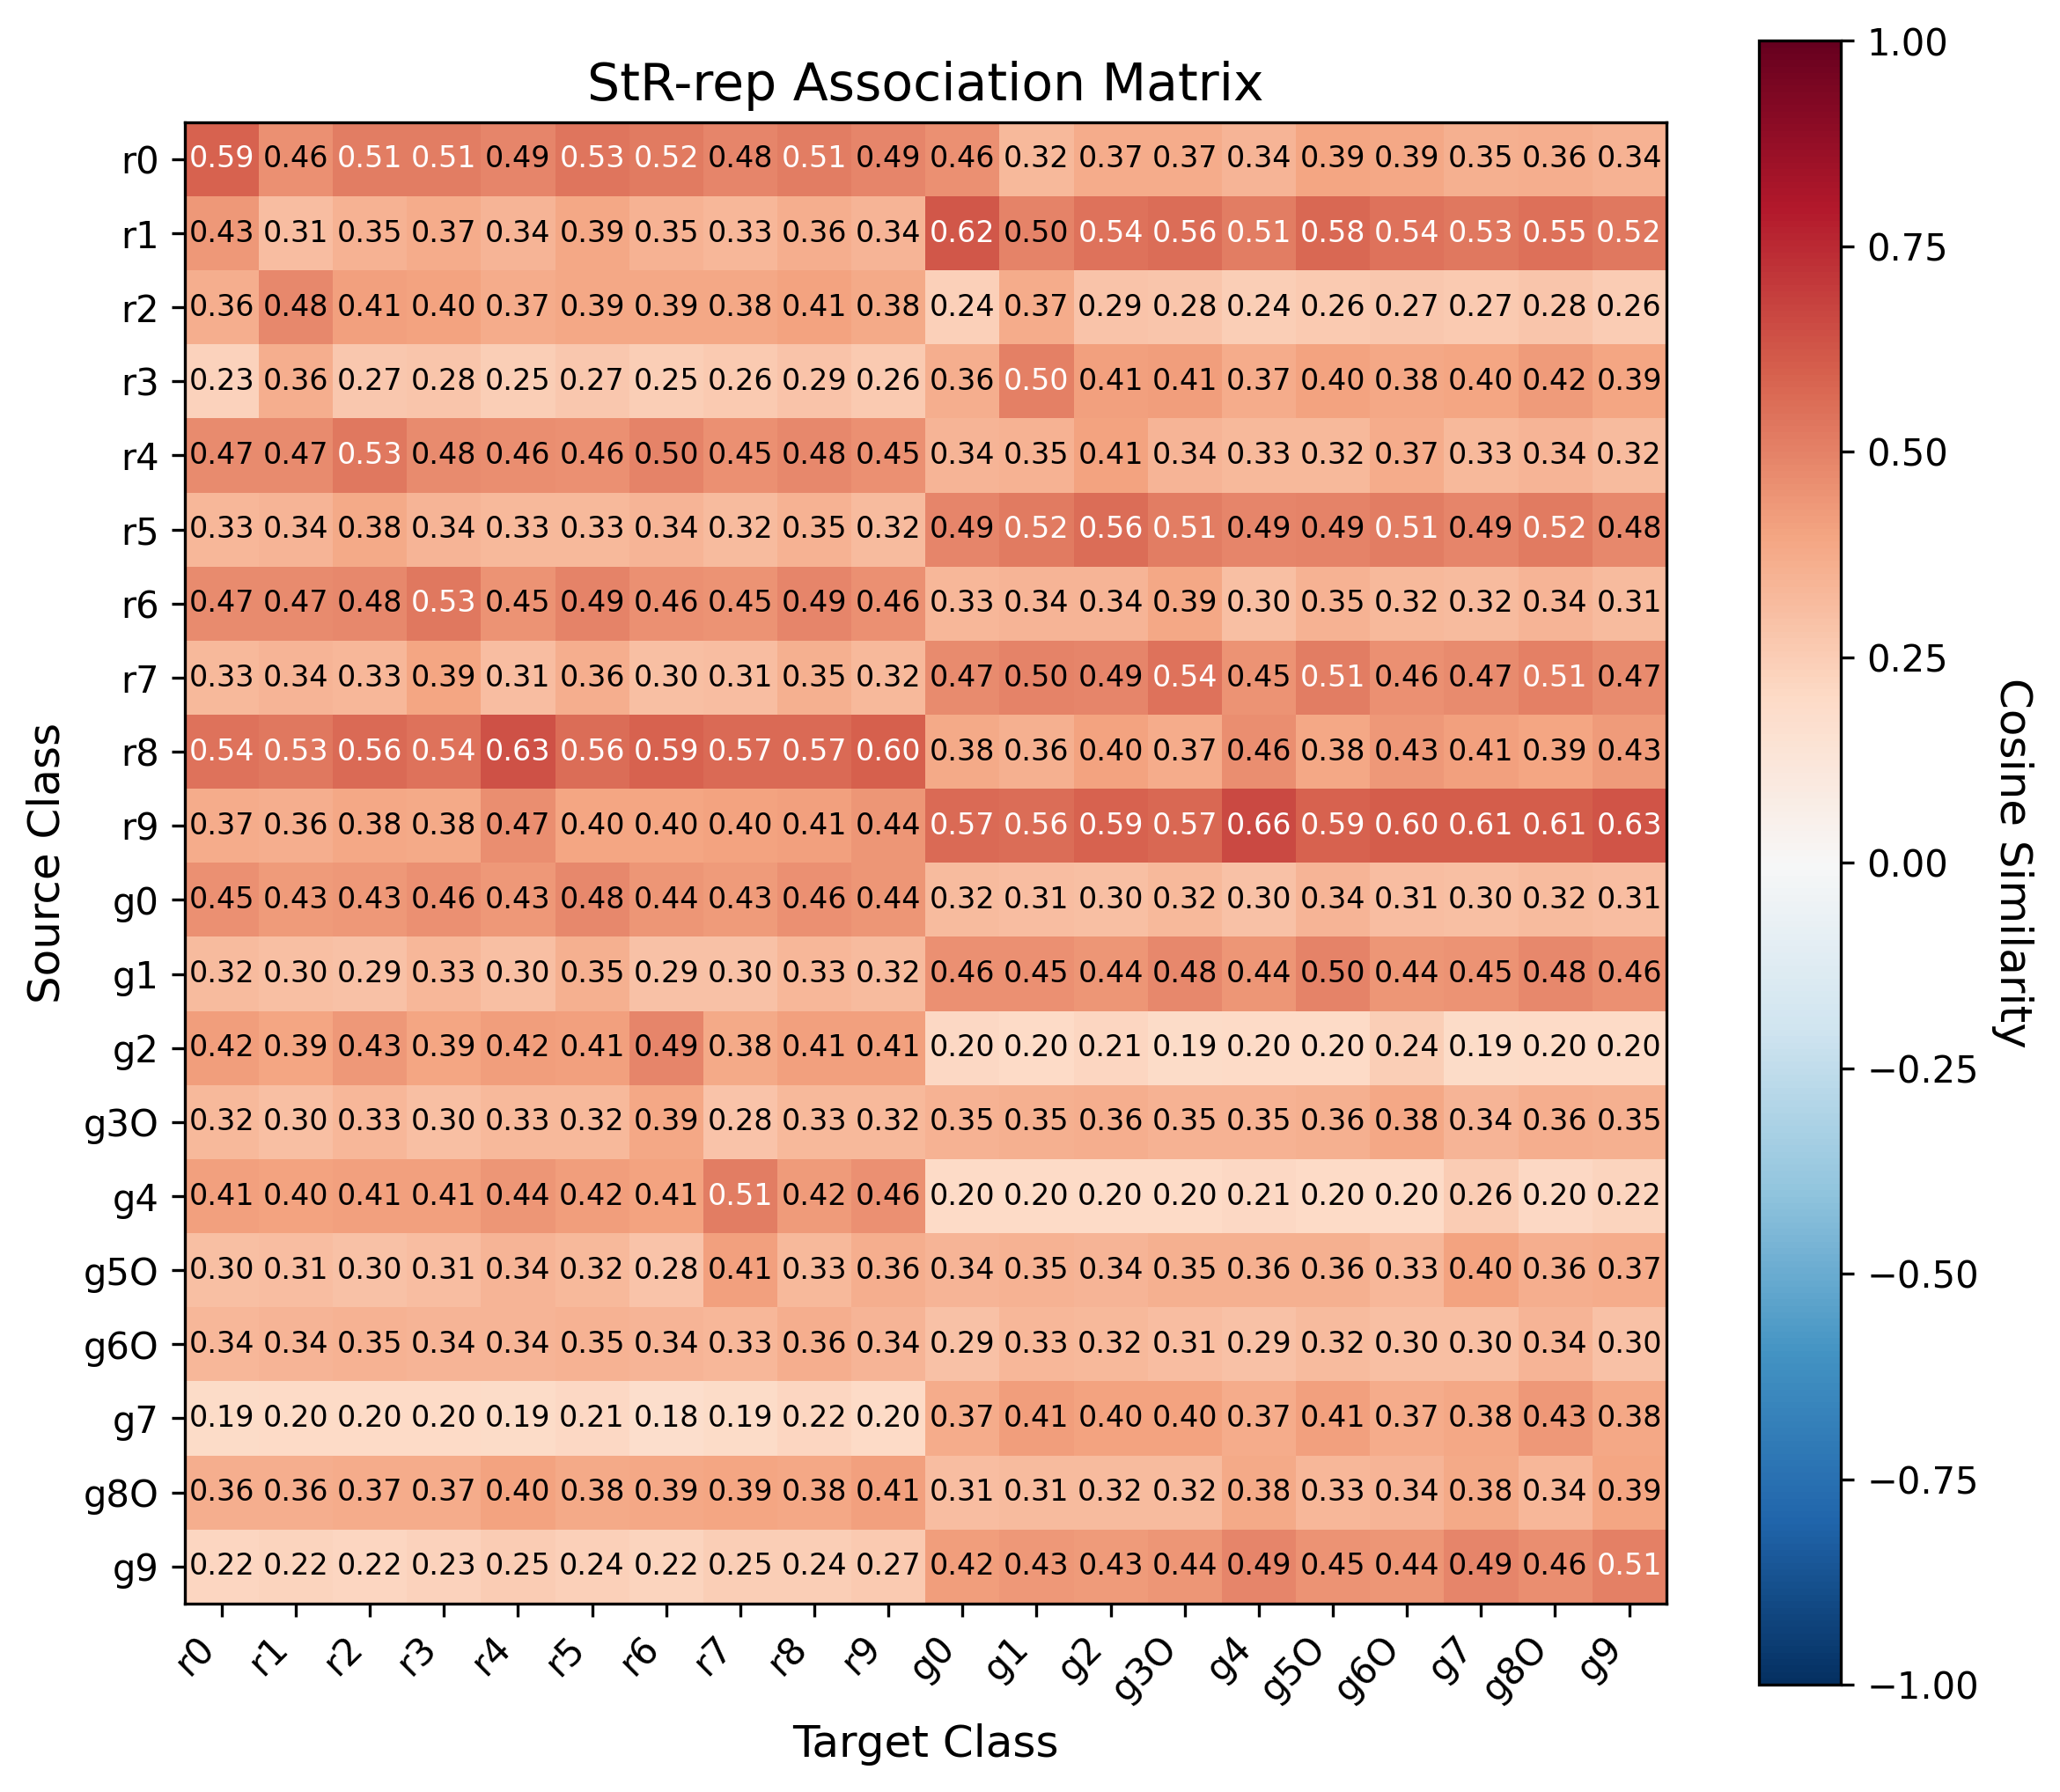 StR-rep Association Matrix
r0 0.59 0.46 0.51 0.51 0.49 0.53 0.52 0.48 0.51 0.49 0.46 0.32 0.37 0.37 0.34 0.39 0.39 0.35 0.36 0.34
r1 0.43 0.31 0.35 0.37 0.34 0.39 0.35 0.33 0.36 0.34 0.62 0.50 0.54 0.56 0.51 0.58 0.54 0.53 0.55 0.52
r2 0.36 0.48 0.41 0.40 0.37 0.39 0.39 0.38 0.41 0.38 0.24 0.37 0.29 0.28 0.24 0.26 0.27 0.27 0.28 0.26
r3 0.23 0.36 0.27 0.28 0.25 0.27 0.25 0.26 0.29 0.26 0.36 0.50 0.41 0.41 0.37 0.40 0.38 0.40 0.42 0.39
r4 0.47 0.47 0.53 0.48 0.46 0.46 0.50 0.45 0.48 0.45 0.34 0.35 0.41 0.34 0.33 0.32 0.37 0.33 0.34 0.32
r5 0.33 0.34 0.38 0.34 0.33 0.33 0.34 0.32 0.35 0.32 0.49 0.52 0.56 0.51 0.49 0.49 0.51 0.49 0.52 0.48
r6 0.47 0.47 0.48 0.53 0.45 0.49 0.46 0.45 0.49 0.46 0.33 0.34 0.34 0.39 0.30 0.35 0.32 0.32 0.34 0.31
r7 0.33 0.34 0.33 0.39 0.31 0.36 0.30 0.31 0.35 0.32 0.47 0.50 0.49 0.54 0.45 0.51 0.46 0.47 0.51 0.47
r8 0.54 0.53 0.56 0.54 0.63 0.56 0.59 0.57 0.57 0.60 0.38 0.36 0.40 0.37 0.46 0.38 0.43 0.41 0.39 0.43
r9 0.37 0.36 0.38 0.38 0.47 0.40 0.40 0.40 0.41 0.44 0.57 0.56 0.59 0.57 0.66 0.59 0.60 0.61 0.61 0.63
g0 0.45 0.43 0.43 0.46 0.43 0.48 0.44 0.43 0.46 0.44 0.32 0.31 0.30 0.32 0.30 0.34 0.31 0.30 0.32 0.31
g1 0.32 0.30 0.29 0.33 0.30 0.35 0.29 0.30 0.33 0.32 0.46 0.45 0.44 0.48 0.44 0.50 0.44 0.45 0.48 0.46
g2 0.42 0.39 0.43 0.39 0.42 0.41 0.49 0.38 0.41 0.41 0.20 0.20 0.21 0.19 0.20 0.20 0.24 0.19 0.20 0.20
g3O 0.32 0.30 0.33 0.30 0.33 0.32 0.39 0.28 0.33 0.32 0.35 0.35 0.36 0.35 0.35 0.36 0.38 0.34 0.36 0.35
g4 0.41 0.40 0.41 0.41 0.44 0.42 0.41 0.51 0.42 0.46 0.20 0.20 0.20 0.20 0.21 0.20 0.20 0.26 0.20 0.22
g5O 0.30 0.31 0.30 0.31 0.34 0.32 0.28 0.41 0.33 0.36 0.34 0.35 0.34 0.35 0.36 0.36 0.33 0.40 0.36 0.37
g6O 0.34 0.34 0.35 0.34 0.34 0.35 0.34 0.33 0.36 0.34 0.29 0.33 0.32 0.31 0.29 0.32 0.30 0.30 0.34 0.30
g7 0.19 0.20 0.20 0.20 0.19 0.21 0.18 0.19 0.22 0.20 0.37 0.41 0.40 0.40 0.37 0.41 0.37 0.38 0.43 0.38
g8O 0.36 0.36 0.37 0.37 0.40 0.38 0.39 0.39 0.38 0.41 0.31 0.31 0.32 0.32 0.38 0.33 0.34 0.38 0.34 0.39
g9 0.22 0.22 0.22 0.23 0.25 0.24 0.22 0.25 0.24 0.27 0.42 0.43 0.43 0.44 0.49 0.45 0.44 0.49 0.46 0.51
r0 r1 r2 r3 r4 r5 r6 r7 r8 r9 g0 g1 g2 g3O g4 g5O g6O g7 g8O g9
Target Class
Source Class
1.00
0.75
0.50
0.25
0.00
−0.25
−0.50
−0.75
−1.00
Cosine Similarity